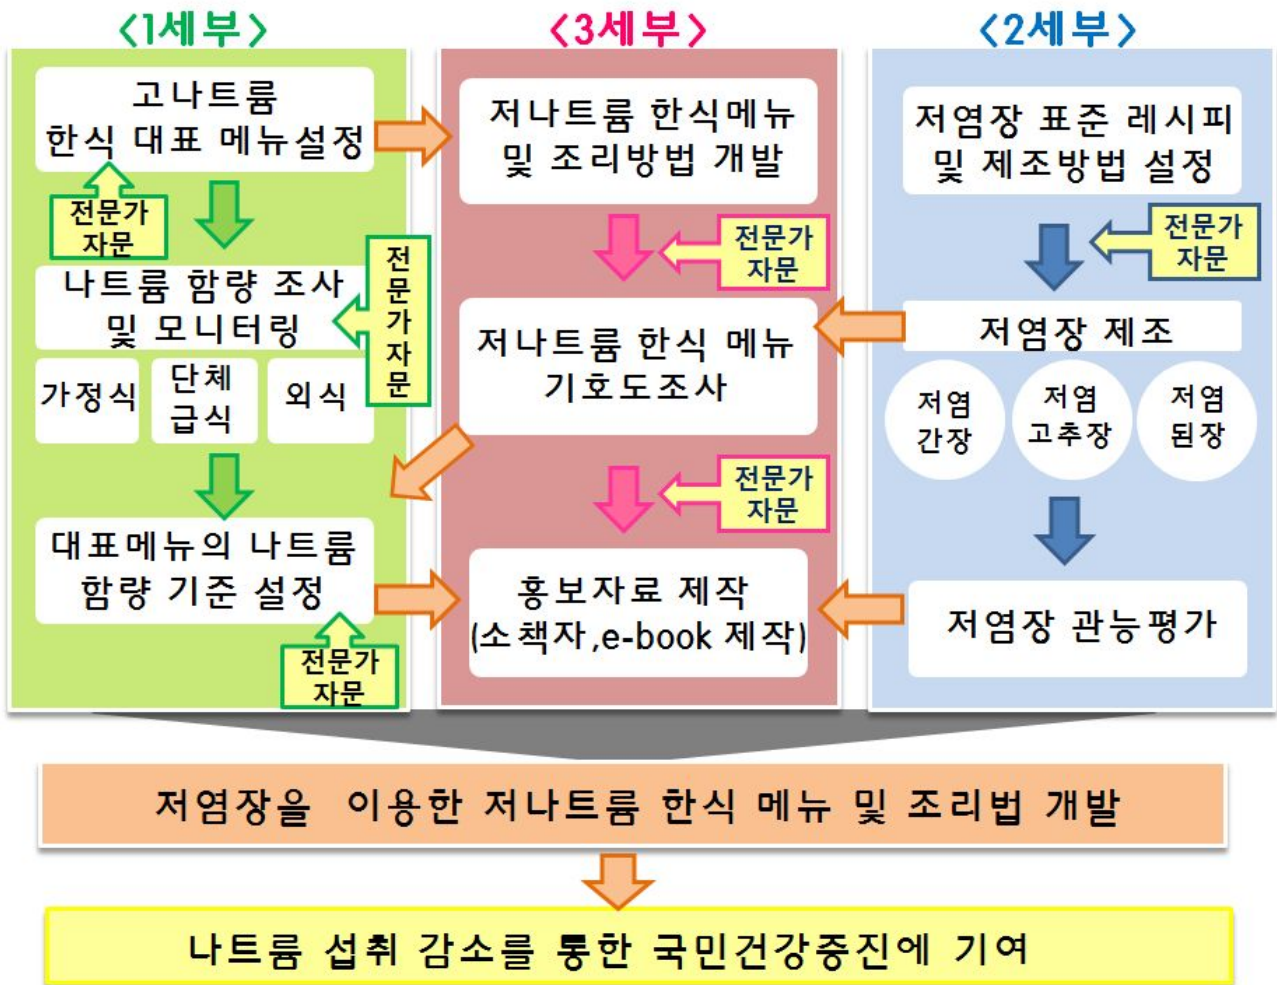 <1세부>
고나트륨
한식 대표 메뉴설정
전문가
자문
나트륨 함량 조사
및 모니터링
전
문
가
자
문
가정식
단체
급식
외식
대표메뉴의 나트륨
함량 기준 설정
전문가
자문
<3세부>
저나트륨 한식메뉴
및 조리방법 개발
전문가
자문
저나트륨 한식 메뉴
기호도조사
전문가
자문
홍보자료 제작
(소책자,e-book 제작)
<2세부>
저염장 표준 레시피
및 제조방법 설정
전문가
자문
저염장 제조
저염
간장
저염
고추장
저염
된장
저염장 관능평가
저염장을 이용한 저나트륨 한식 메뉴 및 조리법 개발
나트륨 섭취 감소를 통한 국민건강증진에 기여